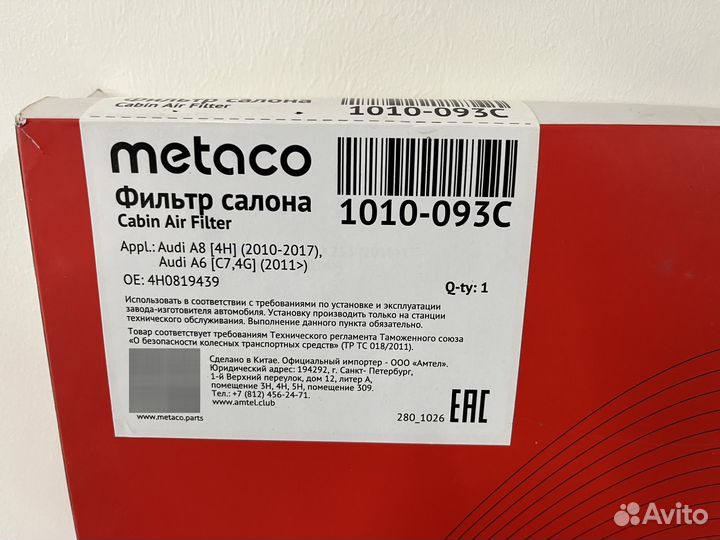 Фильтр салона
Cabin Air Filter
1010-093C
metaco
Фильтр салона
Cabin Air Filter
1010-093C
Appl.: Audi A8 [4H] (2010-2017),
Audi A6 [C7,4G] (2011>)
OE: 4H0819439
Q-ty: 1
Использовать в соответствии с требованиями по установке и эксплуатации
завода-изготовителя автомобиля. Установку производить только на станции
технического обслуживания. Выполнение данного пункта обязательно.
Товар соответствует требованиям Технического регламента Таможенного союза
«О безопасности колесных транспортных средств» (ТР ТС 018/2011).
Сделано в Китае. Официальный импортер - ООО «Амтел».
Юридический адрес: 194292, г. Санкт- Петербург,
1-й Верхний переулок, дом 12, литер А,
помещение 3Н, 4Н, 5Н, помещение 309.
Тел.: +7 (812) 456-24-71.
www.amtel.club
www.metaco.parts
280_1026
EAC
Avito